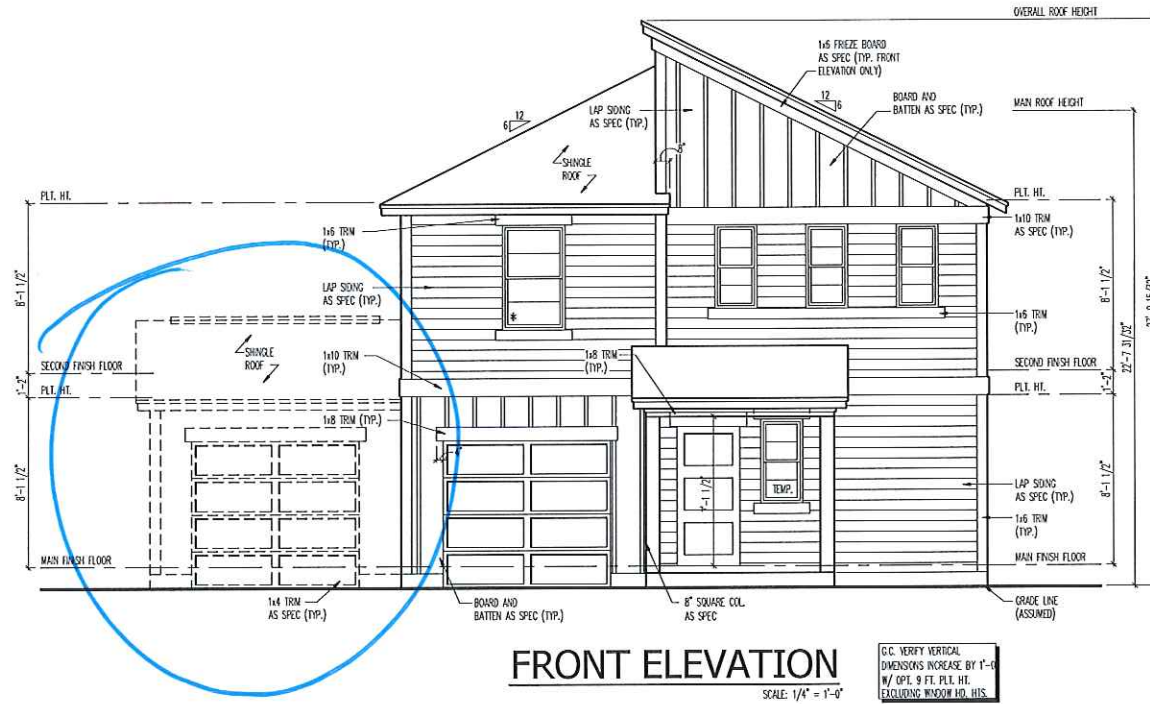 OVERALL ROOF HEIGHT
1x6 FRIEZE BOARD
AS SPEC (TYP. FRONT
ELEVATION ONLY)
12
6
BOARD AND
BATTEN AS SPEC (TYP.)
MAIN ROOF HEIGHT
LAP SIDING
AS SPEC (TYP.)
12
6
8"
SHINGLE
ROOF
PLT. HT.
PLT. HT.
1x6 TRIM
(TYP.)
1x10 TRIM
AS SPEC (TYP.)
8'-1 1/2"
8'-1 1/2"
LAP SIDING
AS SPEC (TYP.)
*
1x6 TRIM
(TYP.)
22'-7 31/32"
SHINGLE
ROOF
1x10 TRIM
(TYP.)
1x8 TRIM
(TYP.)
SECOND FINISH FLOOR
SECOND FINISH FLOOR
1'-2"
1'-2"
PLT. HT.
PLT. HT.
1x8 TRIM (TYP.)
4"
8'-1 1/2"
8'-1 1/2"
TEMP.
LAP SIDING
AS SPEC (TYP.)
1x6 TRIM
(TYP.)
MAIN FINISH FLOOR
MAIN FINISH FLOOR
1x4 TRIM
AS SPEC (TYP.)
BOARD AND
BATTEN AS SPEC (TYP.)
8" SQUARE COL.
AS SPEC
GRADE LINE
(ASSUMED)
FRONT ELEVATION
SCALE: 1/4" = 1'-0"
G.C. VERIFY VERTICAL
DIMENSIONS INCREASE BY 1'-0
W/ OPT. 9 FT. PLT. HT.
EXCLUDING WINDOW HD. HTS.